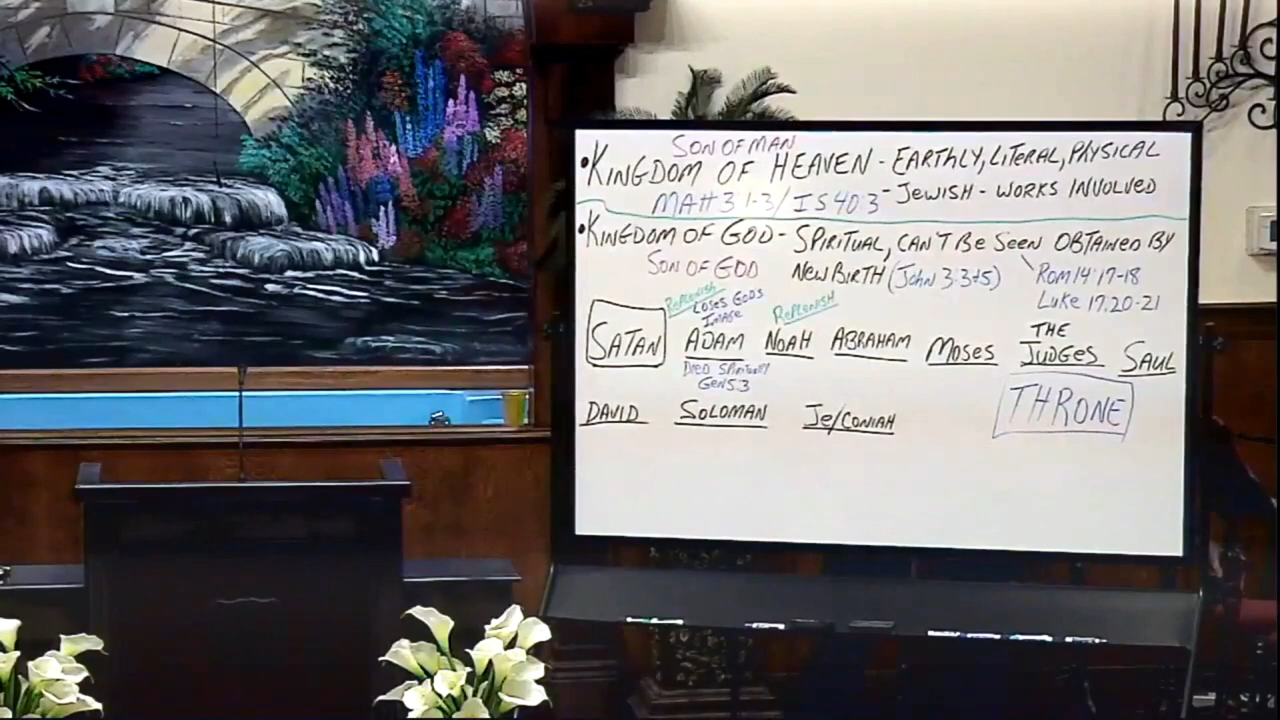 SON OF MAN
•KINGDOM OF HEAVEN - EARTHLY, LITERAL, PHYSICAL
MAtt 3 1-3 / IS 40 3 - JEWISH - WORKS INVOLVED
•KINGDOM OF GOD - SPIRITUAL, CAN'T BE SEEN OBTAINED BY
SON OF GOD NEW BIRTH (John 3:3+5) Rom 14:17-18
Luke 17:20-21
REPLENISH LOSES GODS IMAGE REPLENISH
SATAN ADAM NOAH ABRAHAM MOSES THE JUDGES SAUL
DIED SPIRITUALLY
Gen 5:3
DAVID SOLOMAN Je/CONIAH THRONE